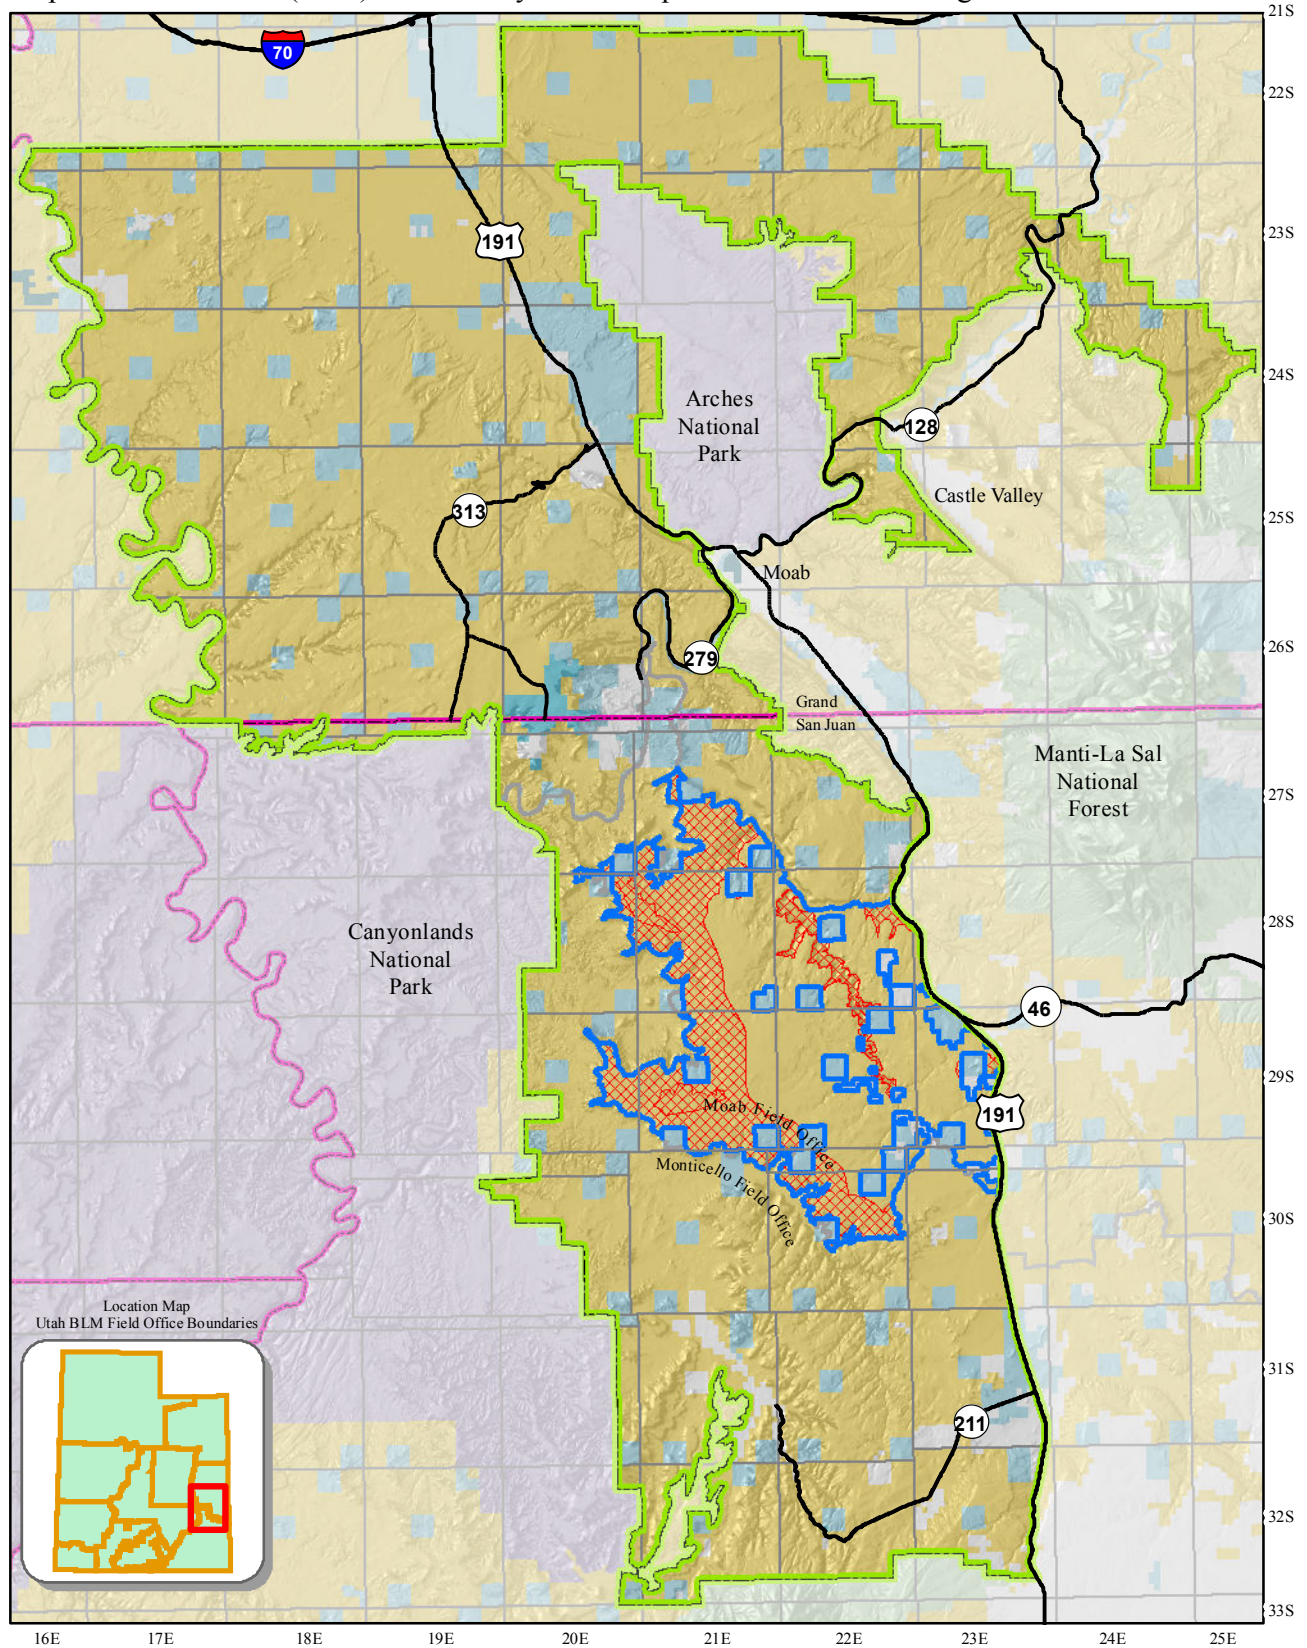 21S
70
22S
191
23S
Arches
National
Park
24S
128
Castle Valley
313
25S
Moab
279
26S
Grand
San Juan
Manti-La Sal
National
Forest
27S
Canyonlands
National
Park
28S
46
29S
Moab Field Office
191
Monticello Field Office
30S
Location Map
Utah BLM Field Office Boundaries
31S
211
32S
33S
16E 17E 18E 19E 20E 21E 22E 23E 24E 25E